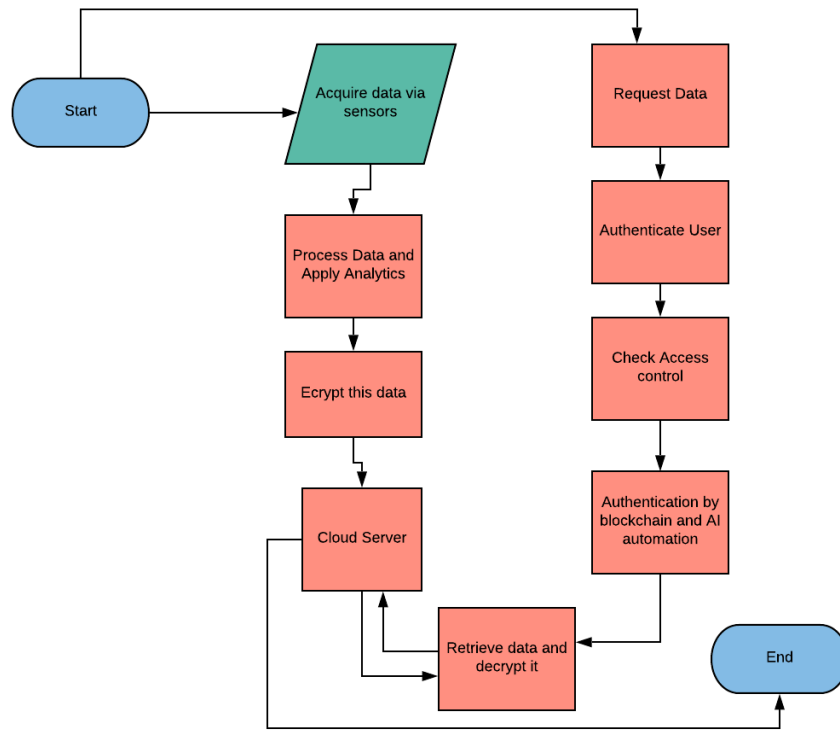 Start
Acquire data via
sensors
Request Data
Process Data and
Apply Analytics
Authenticate User
Ecrypt this data
Check Access
control
Cloud Server
Authentication by
blockchain and AI
automation
Retrieve data and
decrypt it
End